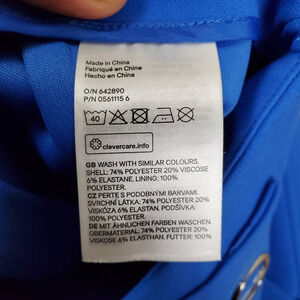 Made in China
Fabriqué en Chine
Hecho en China
O/N 642890
P/N 0561115 6
40
clevercare.info
GB WASH WITH SIMILAR COLOURS.
SHELL: 74% POLYESTER 20% VISCOSE
6% ELASTANE. LINING: 100%
POLYESTER.
CZ PERTE S PODOBNÝMI BARVAMI.
SVRCHNÍ LÁTKA: 74% POLYESTER 20%
VISKÓZA 6% ELASTAN. PODŠÍVKA:
100% POLYESTER.
DE MIT ÄHNLICHEN FARBEN WASCHEN.
OBERMATERIAL: 74% POLYESTER 20%
VISKOSE 6% ELASTHAN. FUTTER: 100%